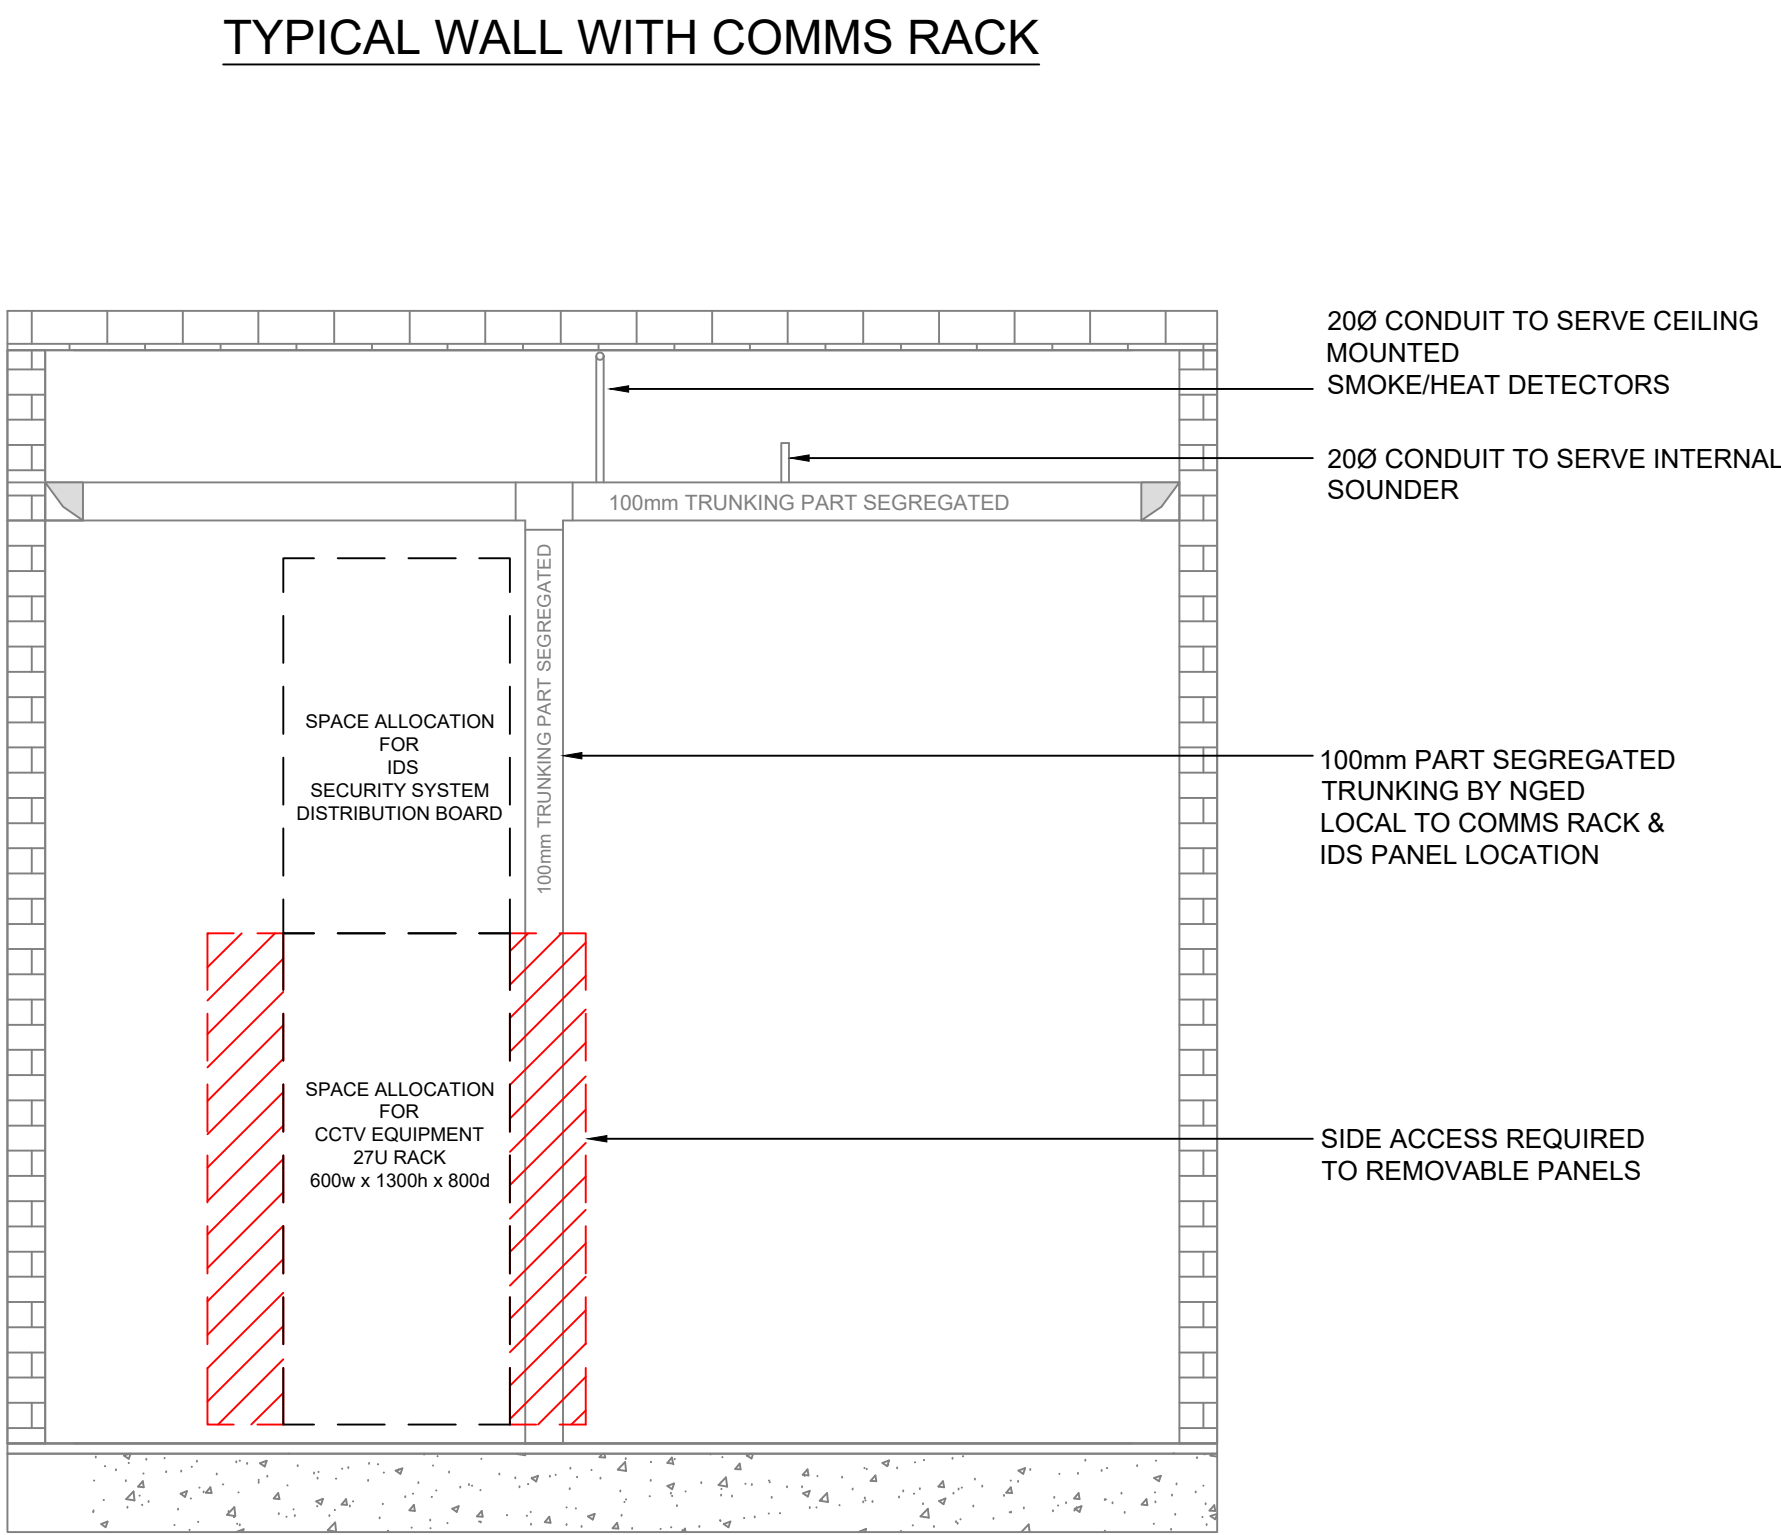 TYPICAL WALL WITH COMMS RACK
20Ø CONDUIT TO SERVE CEILING
MOUNTED
SMOKE/HEAT DETECTORS
20Ø CONDUIT TO SERVE INTERNAL
SOUNDER
100mm TRUNKING PART SEGREGATED
100mm TRUNKING PART SEGREGATED
SPACE ALLOCATION
FOR
IDS
SECURITY SYSTEM
DISTRIBUTION BOARD
100mm PART SEGREGATED
TRUNKING BY NGED
LOCAL TO COMMS RACK &
IDS PANEL LOCATION
SPACE ALLOCATION
FOR
CCTV EQUIPMENT
27U RACK
600w x 1300h x 800d
SIDE ACCESS REQUIRED
TO REMOVABLE PANELS